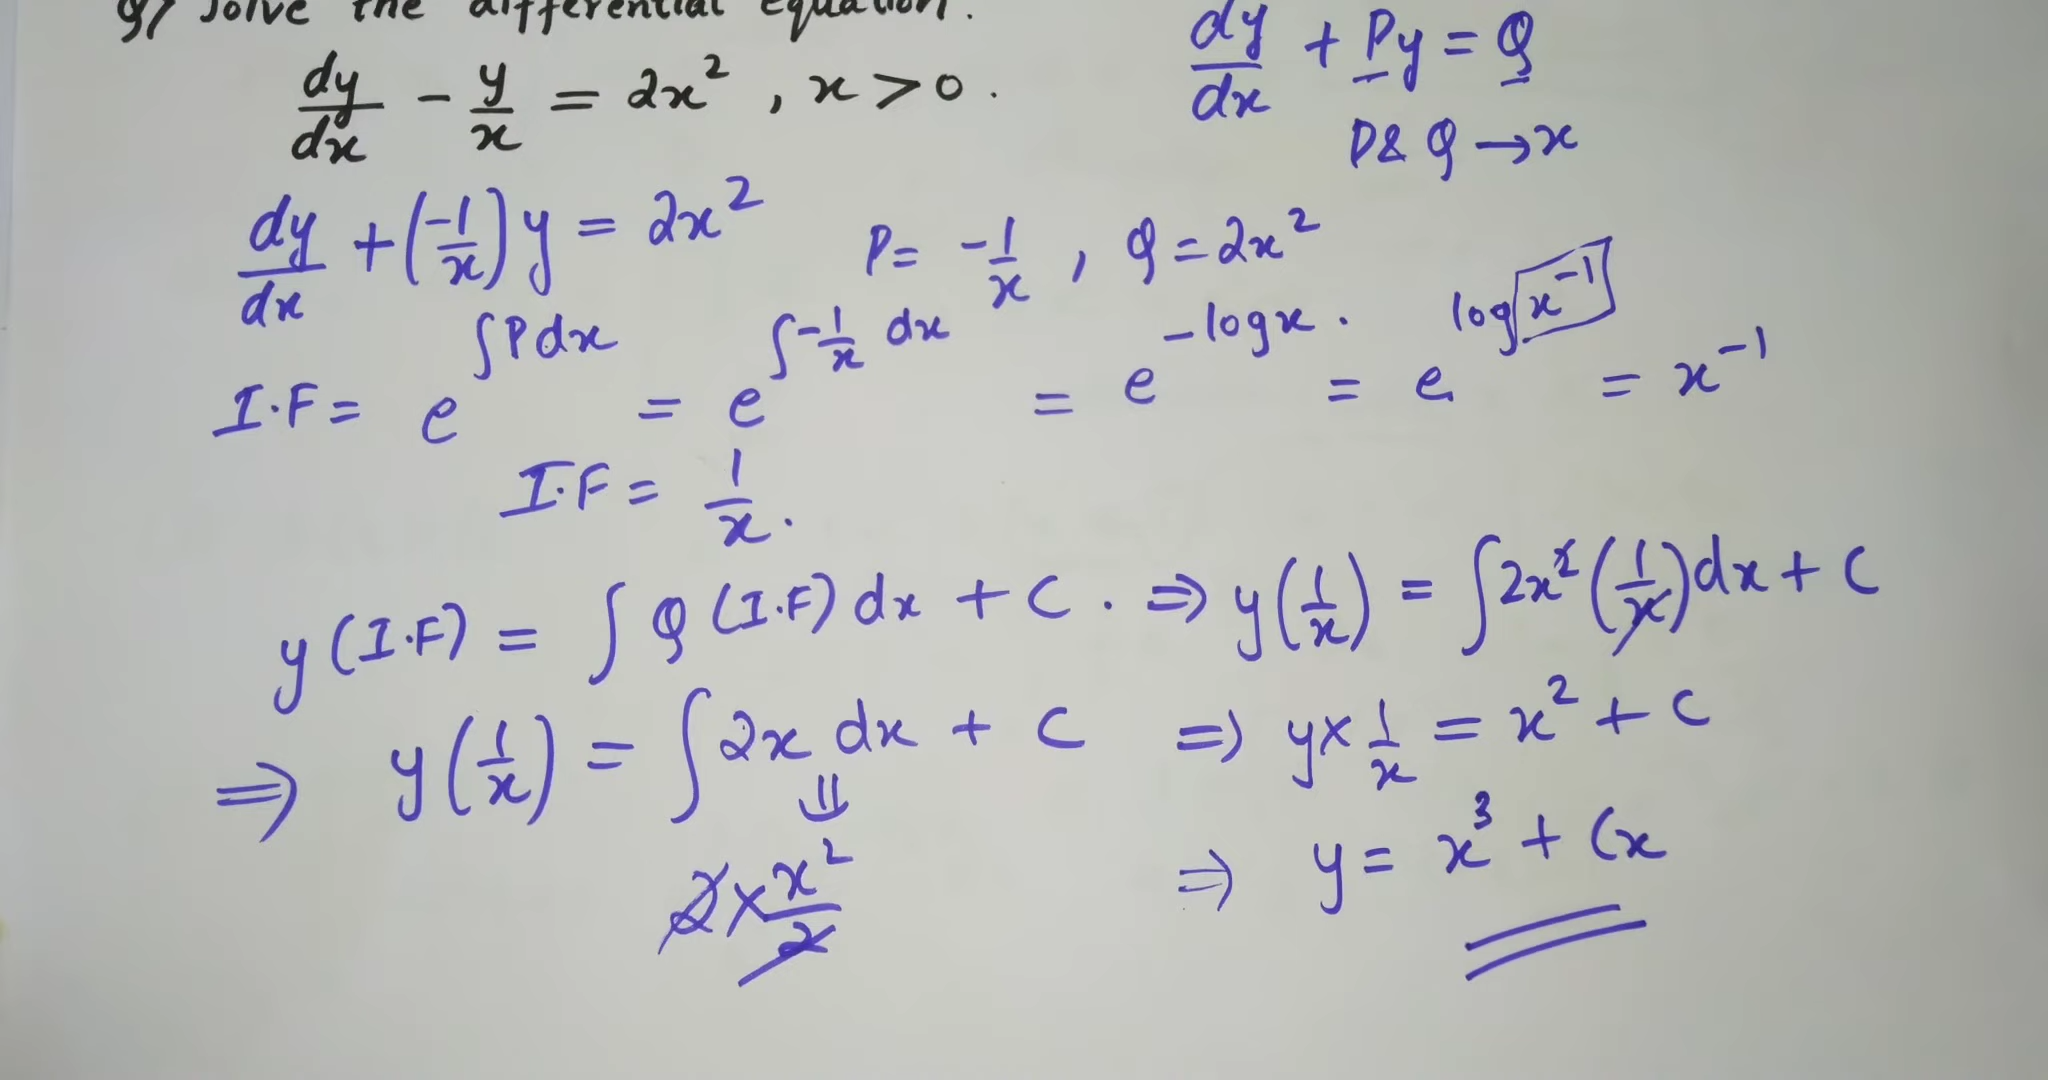 Q) Solve the differential equation.
dy/dx - y/x = 2x², x > 0.
dy/dx + Py = Q
P & Q → x
dy/dx + (-1/x) y = 2x²
P = -1/x, Q = 2x²
I.F = e^∫Pdx = e^∫-1/x dx = e^-logx. = e^log x⁻¹ = x⁻¹
I.F = 1/x.
y (I.F) = ∫ Q (I.F) dx + C. ⇒ y(1/x) = ∫2x² (1/x)dx + C
⇒ y(1/x) = ∫2x dx + C ⇒ y × 1/x = x² + C
⇓
2 × x²/2
⇒ y = x³ + Cx